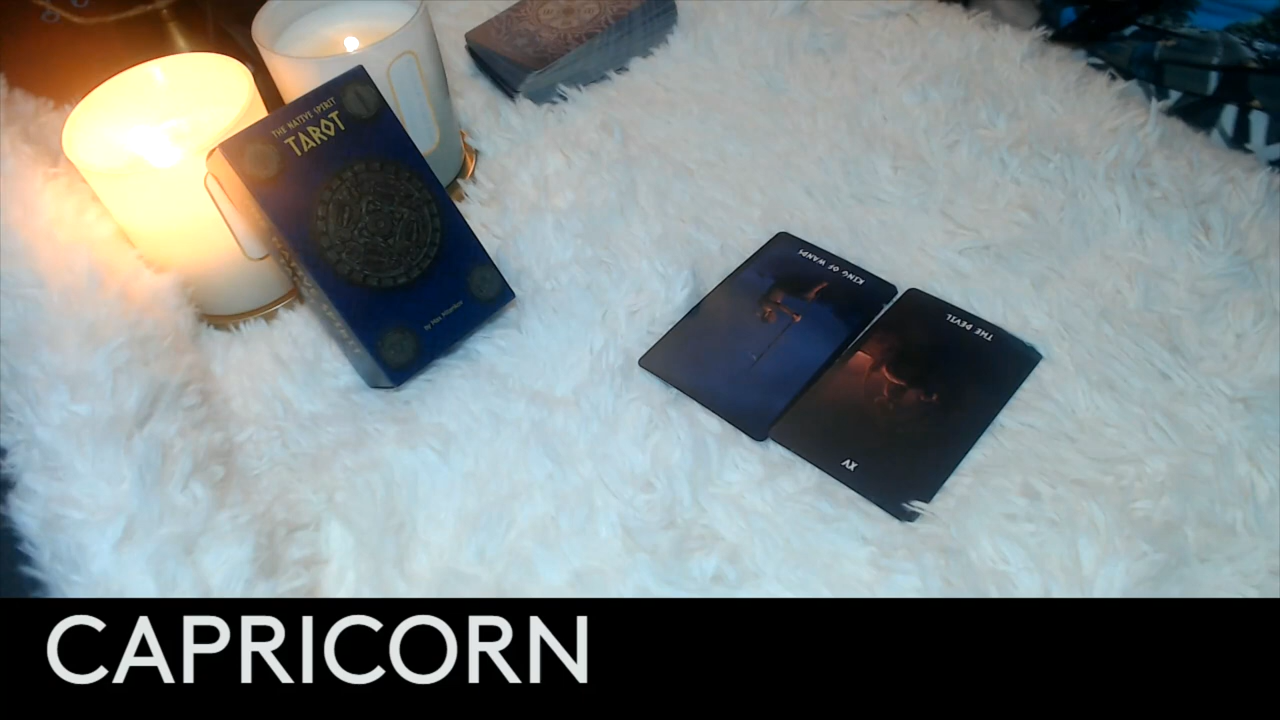 THE NATIVE SPIRIT
TAROT
KING OF WANDS
THE DEVIL
XV
CAPRICORN